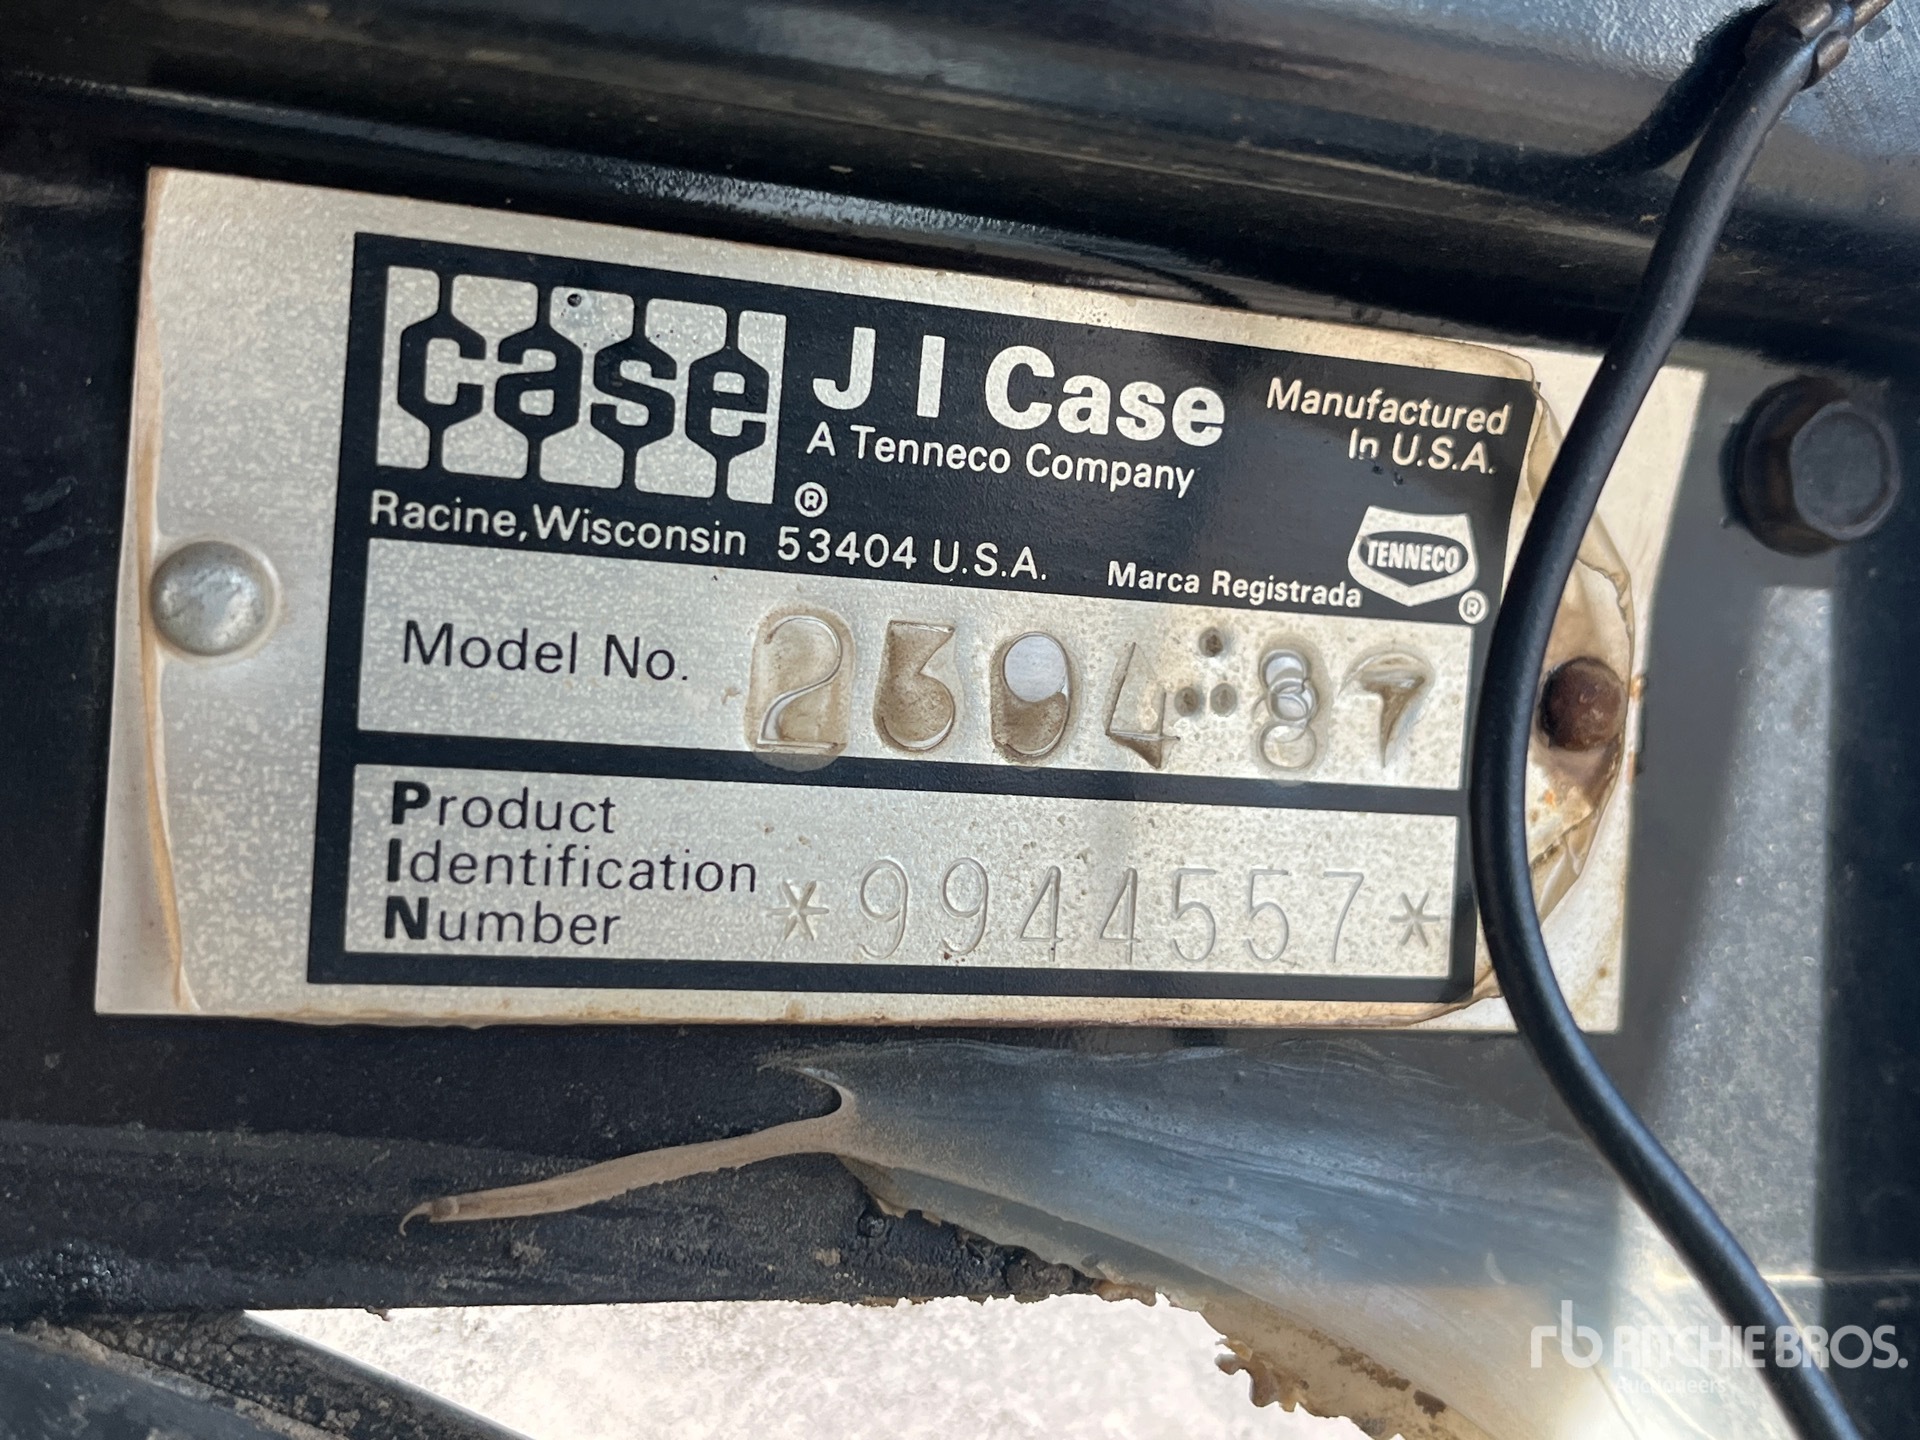 case
J I Case
A Tenneco Company
®
Manufactured
In U.S.A.
Racine, Wisconsin 53404 U.S.A.
Marca Registrada
TENNECO
®
Model No. 2394 87
Product
Identification
Number *9944557*
rb RITCHIE BROS.
Auctioneers